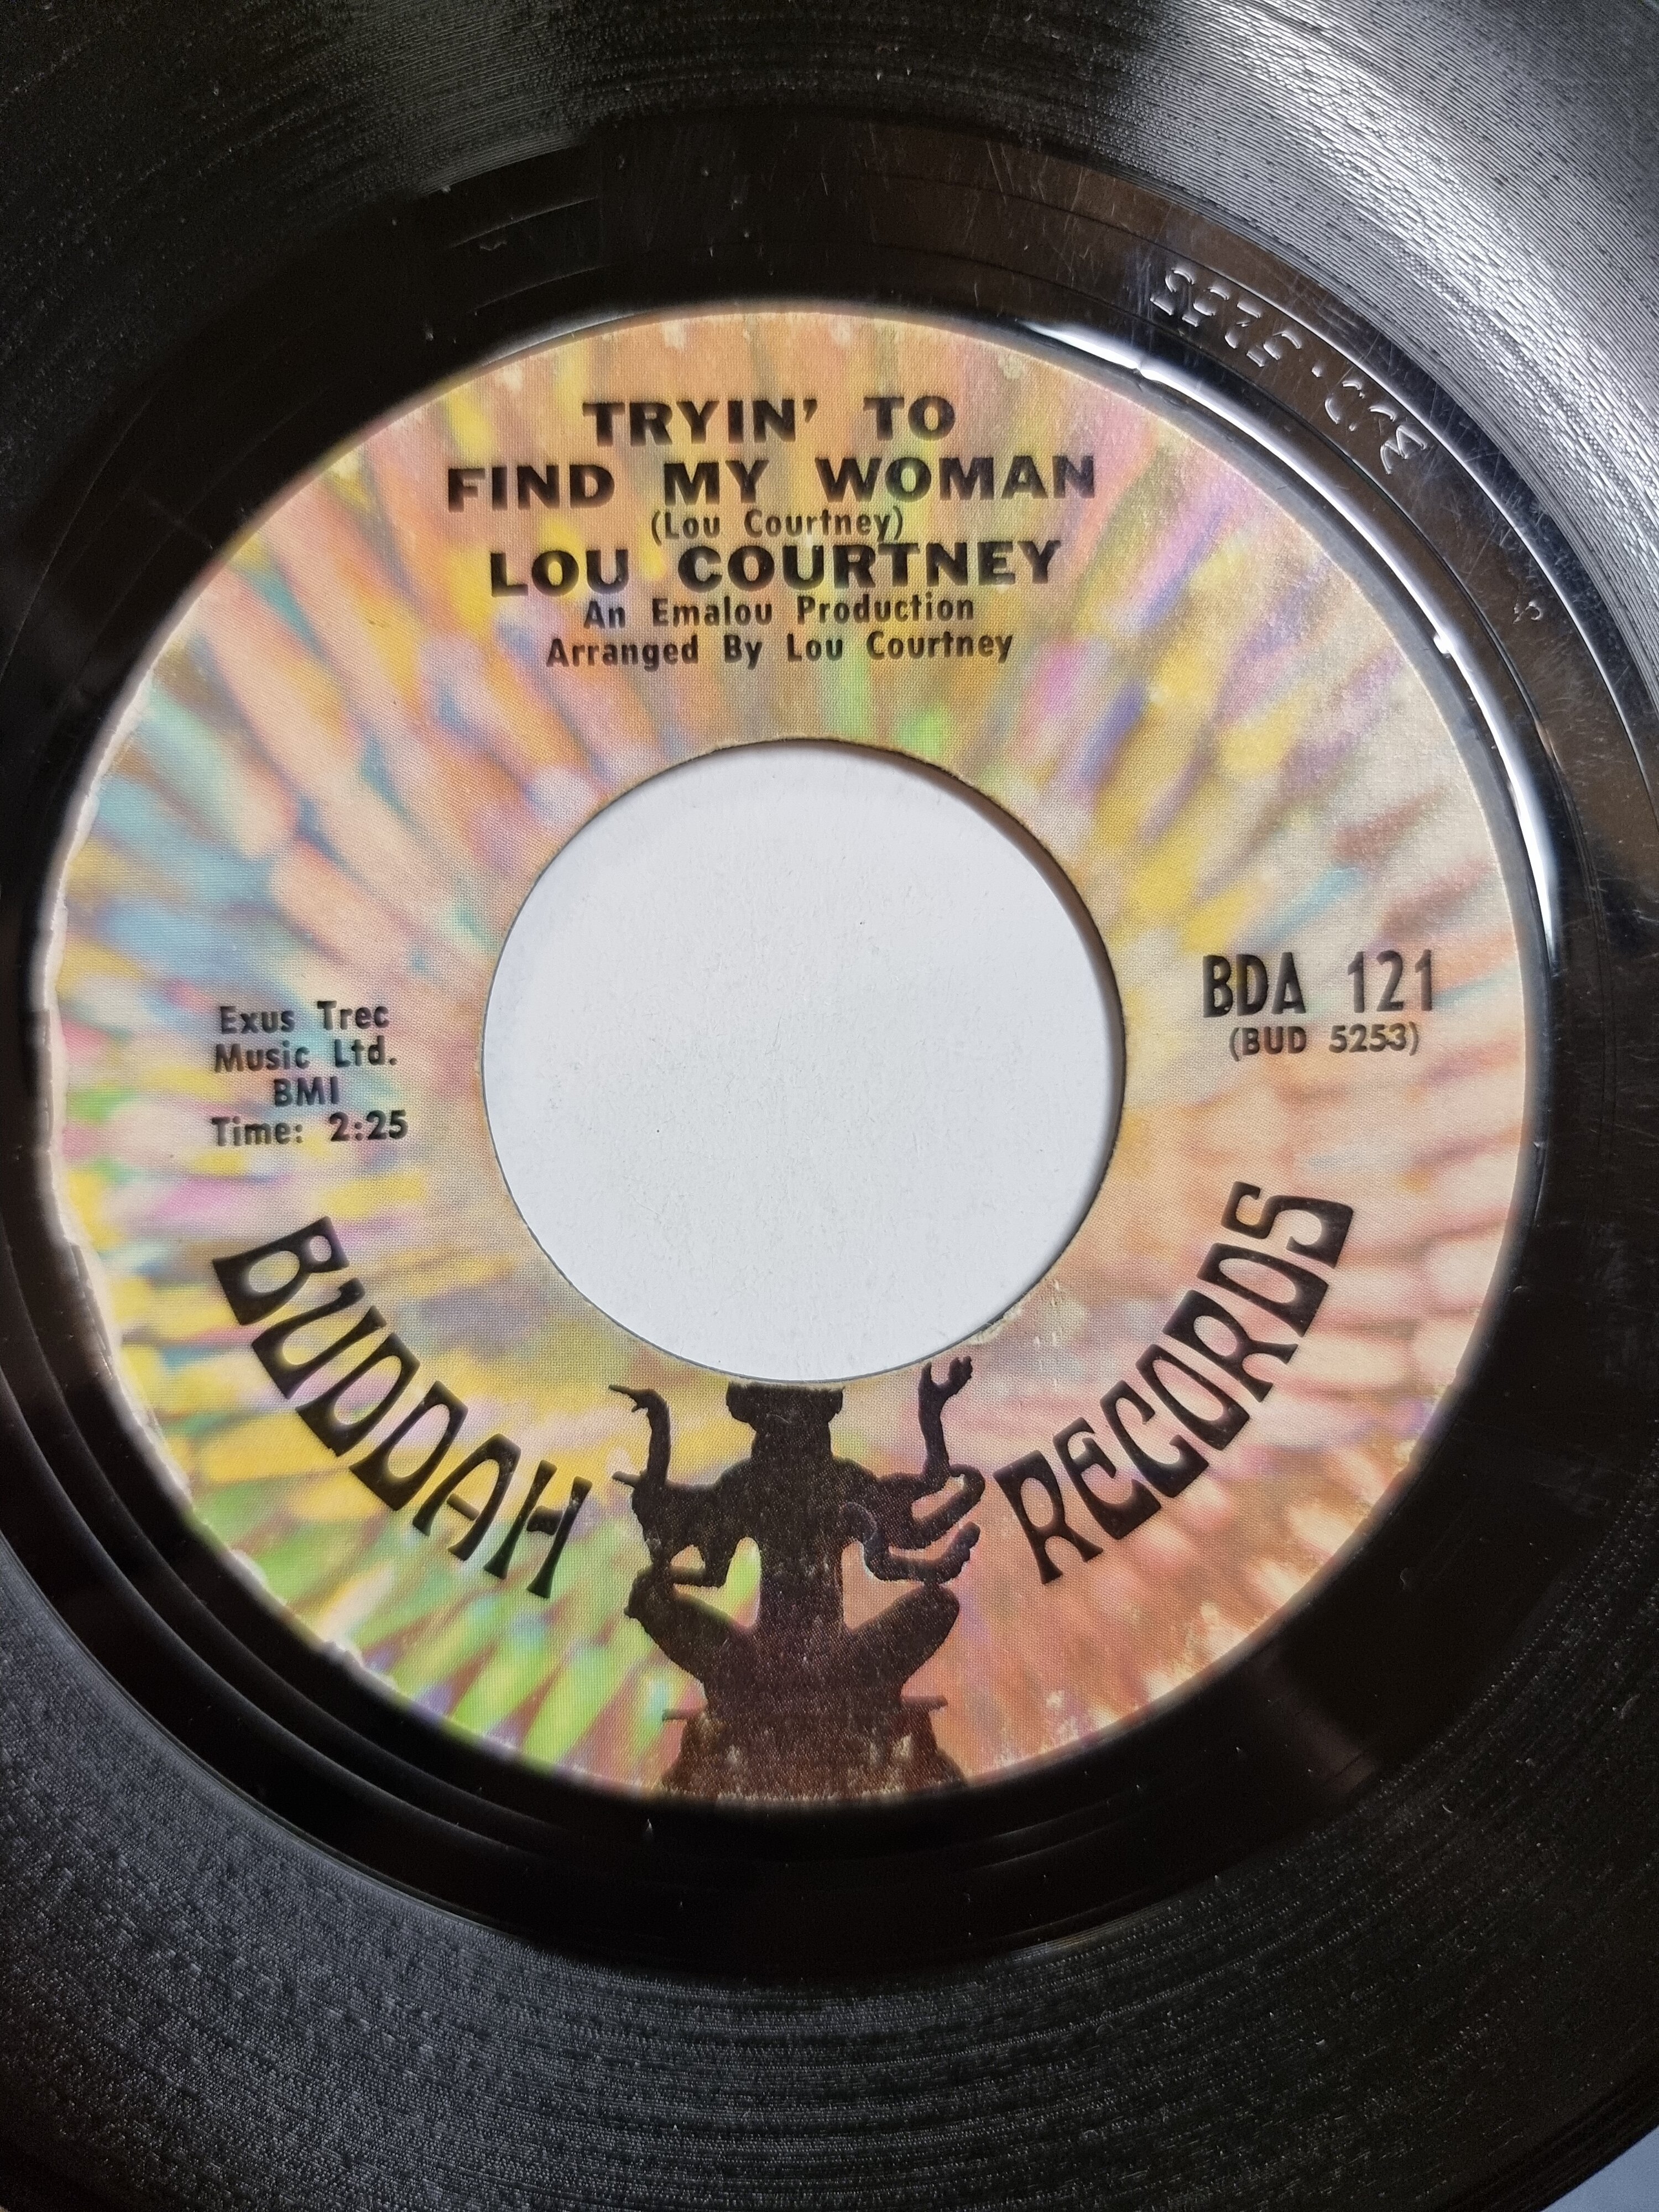 TRYIN' TO
FIND MY WOMAN
(Lou Courtney)
LOU COURTNEY
An Emalou Production
Arranged By Lou Courtney
Exus Trec
Music Ltd.
BMI
Time: 2:25
BDA 121
(BUD 5253)
BUDDAH RECORDS